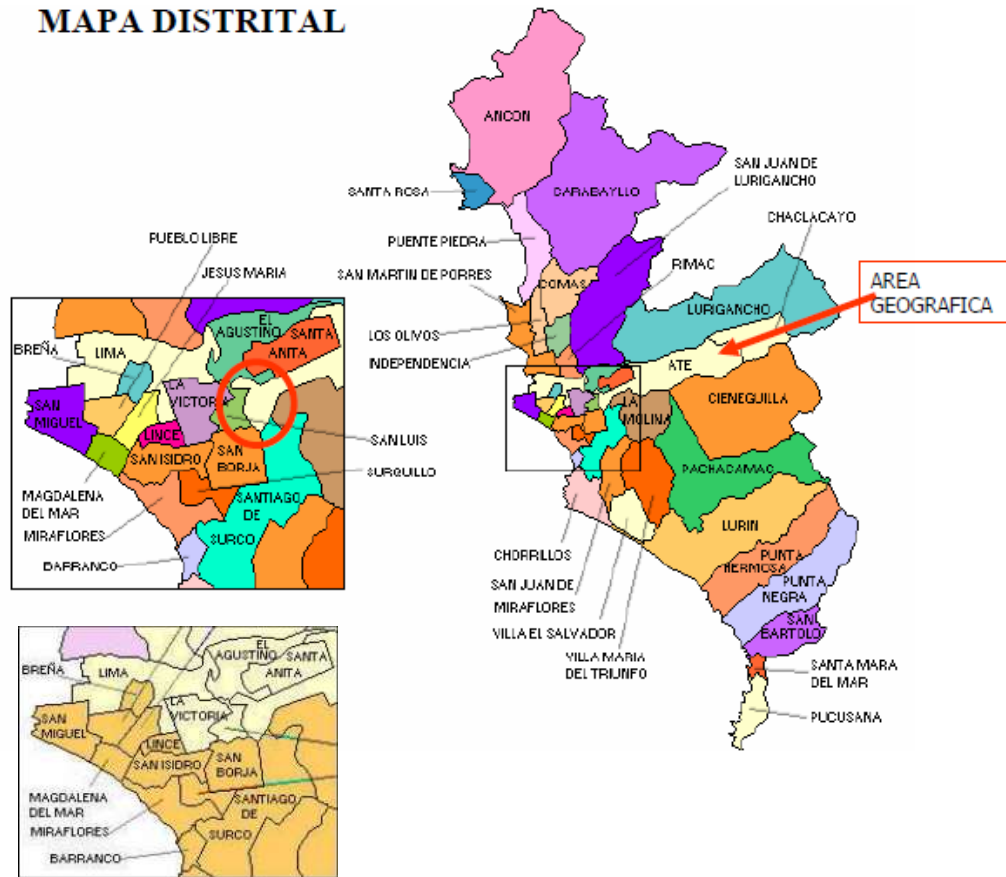 MAPA DISTRITAL
ANCON
SANTA ROSA
CARABAYLLO
SAN JUAN DE
LURIGANCHO
CHACLACAYO
PUENTE PIEDRA
RIMAC
SAN MARTIN DE PORRES
COMAS
LURIGANCHO
AREA
GEOGRAFICA
LOS OLIVOS
INDEPENDENCIA
ATE
CIENEGUILLA
LA
MOLINA
PACHACAMAC
LURIN
CHORRILLOS
PUNTA
HERMOSA
SAN JUAN DE
MIRAFLORES
PUNTA
NEGRA
VILLA EL SALVADOR
SAN
BARTOLO
VILLA MARIA
DEL TRIUNFO
SANTA MARA
DEL MAR
PUCUSANA
PUEBLO LIBRE
JESUS MARIA
EL
AGUSTINO
SANTA
ANITA
BREÑA
LIMA
LA
VICTORIA
SAN
MIGUEL
LINCE
SAN LUIS
SAN ISIDRO
SAN
BORJA
SURQUILLO
MAGDALENA
DEL MAR
SANTIAGO
DE
SURCO
MIRAFLORES
BARRANCO
EL
AGUSTINO
SANTA
ANITA
BREÑA
LIMA
LA
VICTORIA
SAN
MIGUEL
LINCE
SAN ISIDRO
SAN
BORJA
MAGDALENA
DEL MAR
SANTIAGO
DE
SURCO
MIRAFLORES
BARRANCO